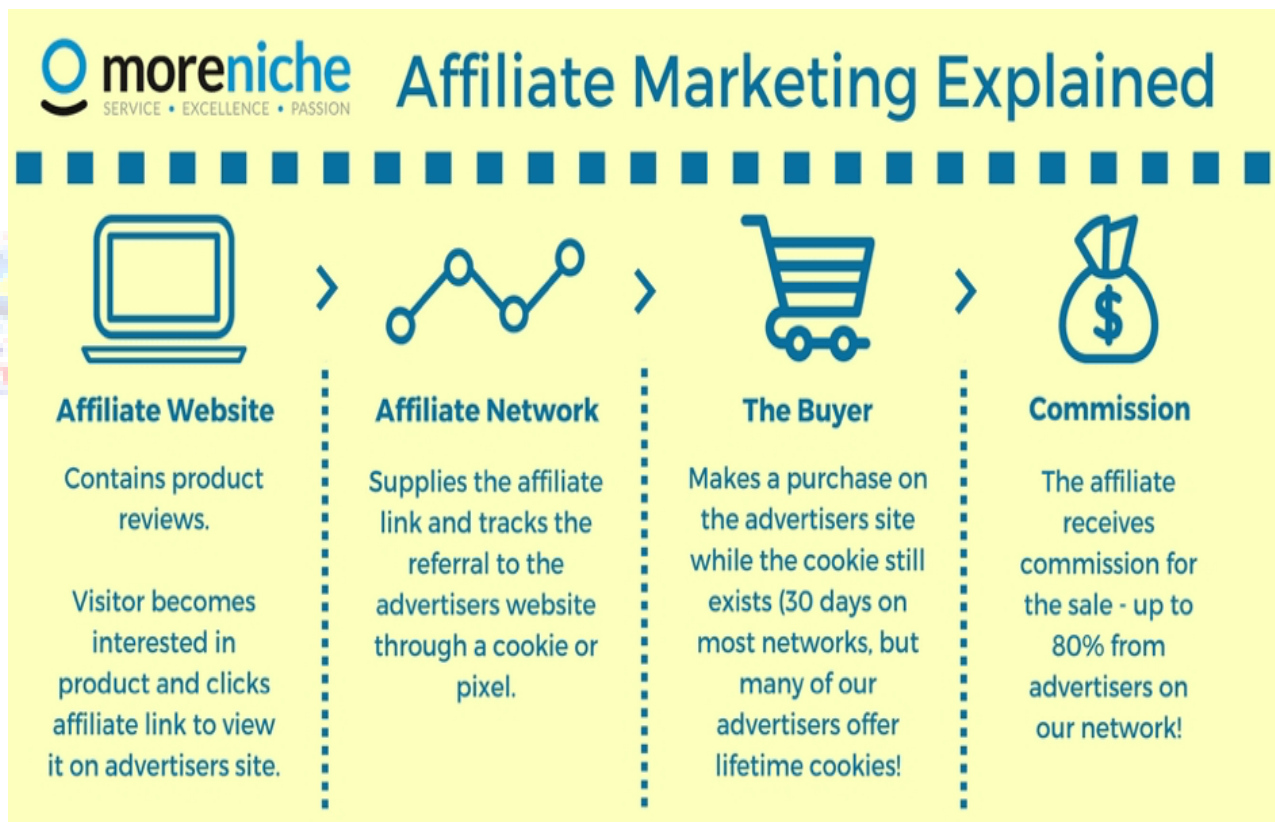 moreniche
SERVICE • EXCELLENCE • PASSION
Affiliate Marketing Explained
Affiliate Website
Contains product
reviews.
Visitor becomes
interested in
product and clicks
affiliate link to view
it on advertisers site.
Affiliate Network
Supplies the affiliate
link and tracks the
referral to the
advertisers website
through a cookie or
pixel.
The Buyer
Makes a purchase on
the advertisers site
while the cookie still
exists (30 days on
most networks, but
many of our
advertisers offer
lifetime cookies!
$
Commission
The affiliate
receives
commission for
the sale - up to
80% from
advertisers on
our network!